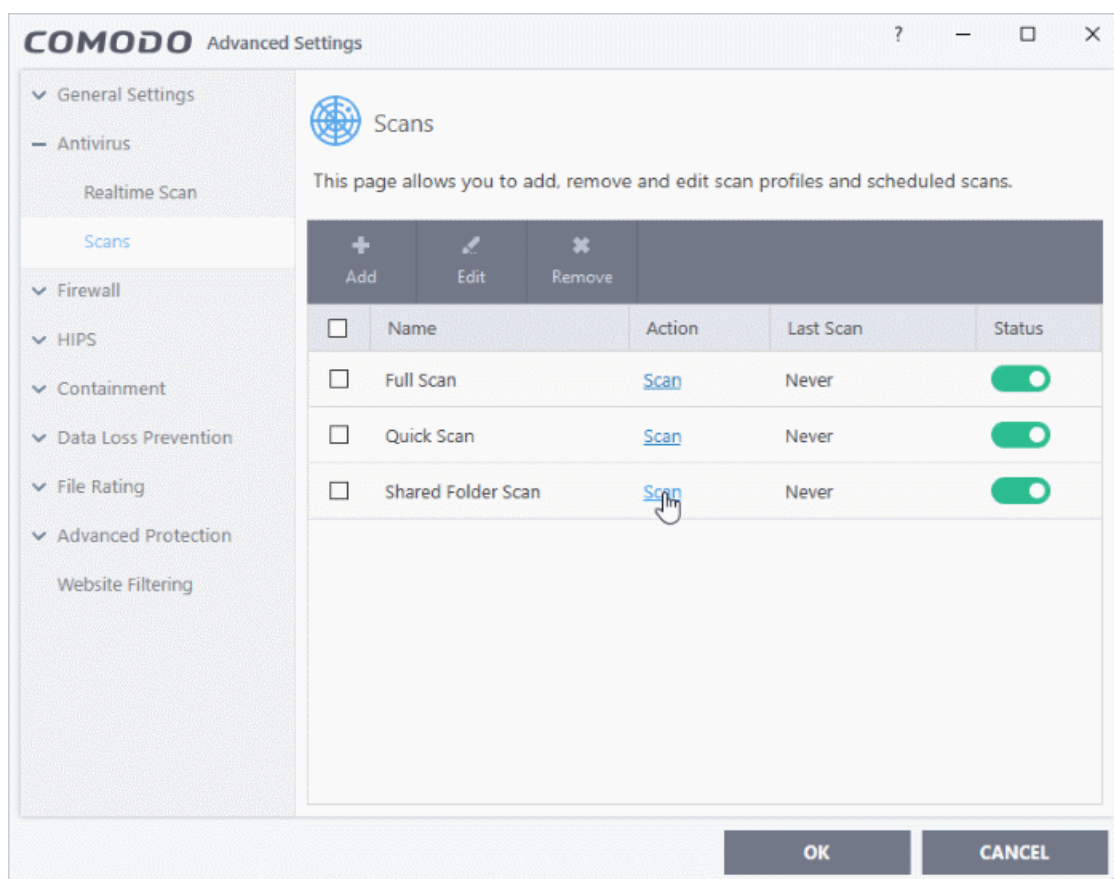 COMODO Advanced Settings ?
General Settings
Antivirus
Realtime Scan
Scans
Firewall
HIPS
Containment
Data Loss Prevention
File Rating
Advanced Protection
Website Filtering
Scans
This page allows you to add, remove and edit scan profiles and scheduled scans.
Add Edit Remove
Name Action Last Scan Status
Full Scan Scan Never
Quick Scan Scan Never
Shared Folder Scan Scan Never
OK CANCEL